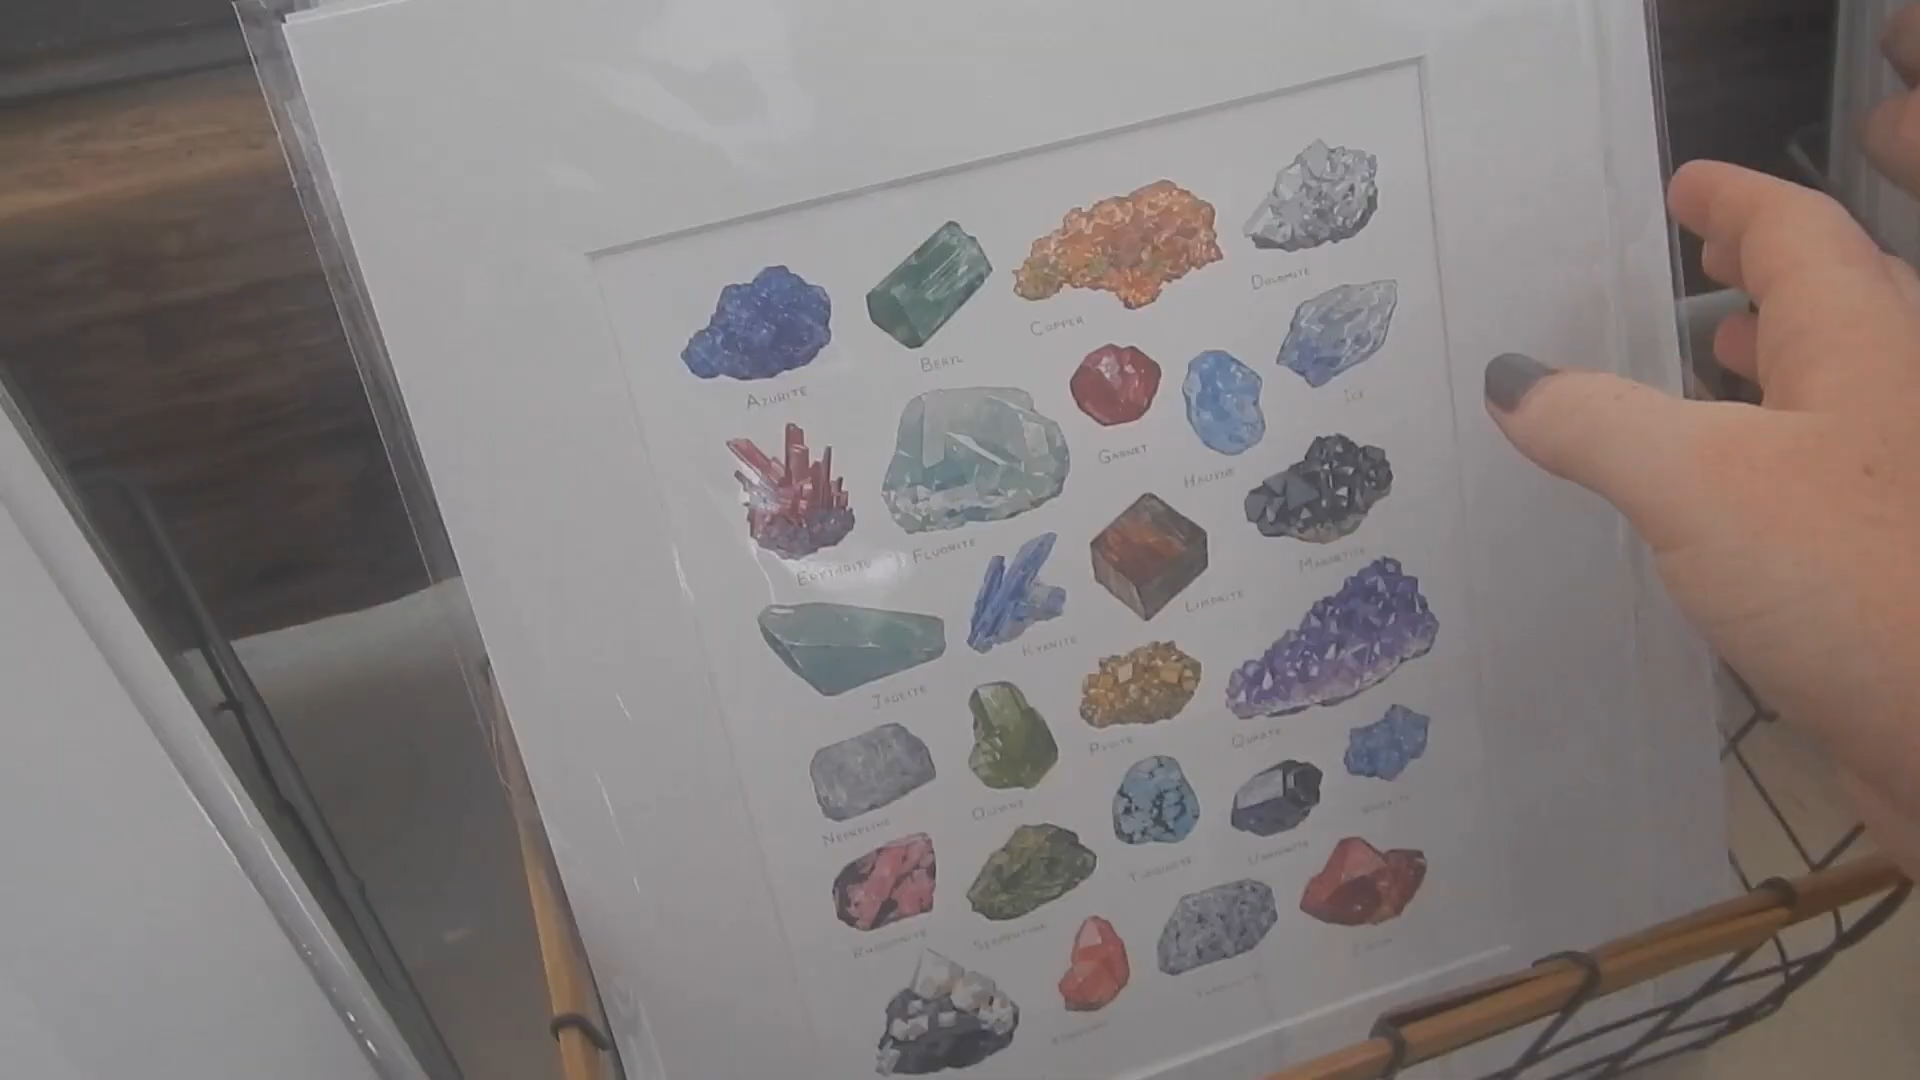 AZURITE
BERYL
COPPER
DOLOMITE
ERYTHRITE
FLUORITE
GARNET
HAUYNE
ICE
JADEITE
KYANITE
LIMONITE
MAGNETITE
NEPHELINE
OLIVINE
PYRITE
QUARTZ
RHODONITE
SERPENTINE
TURQUOISE